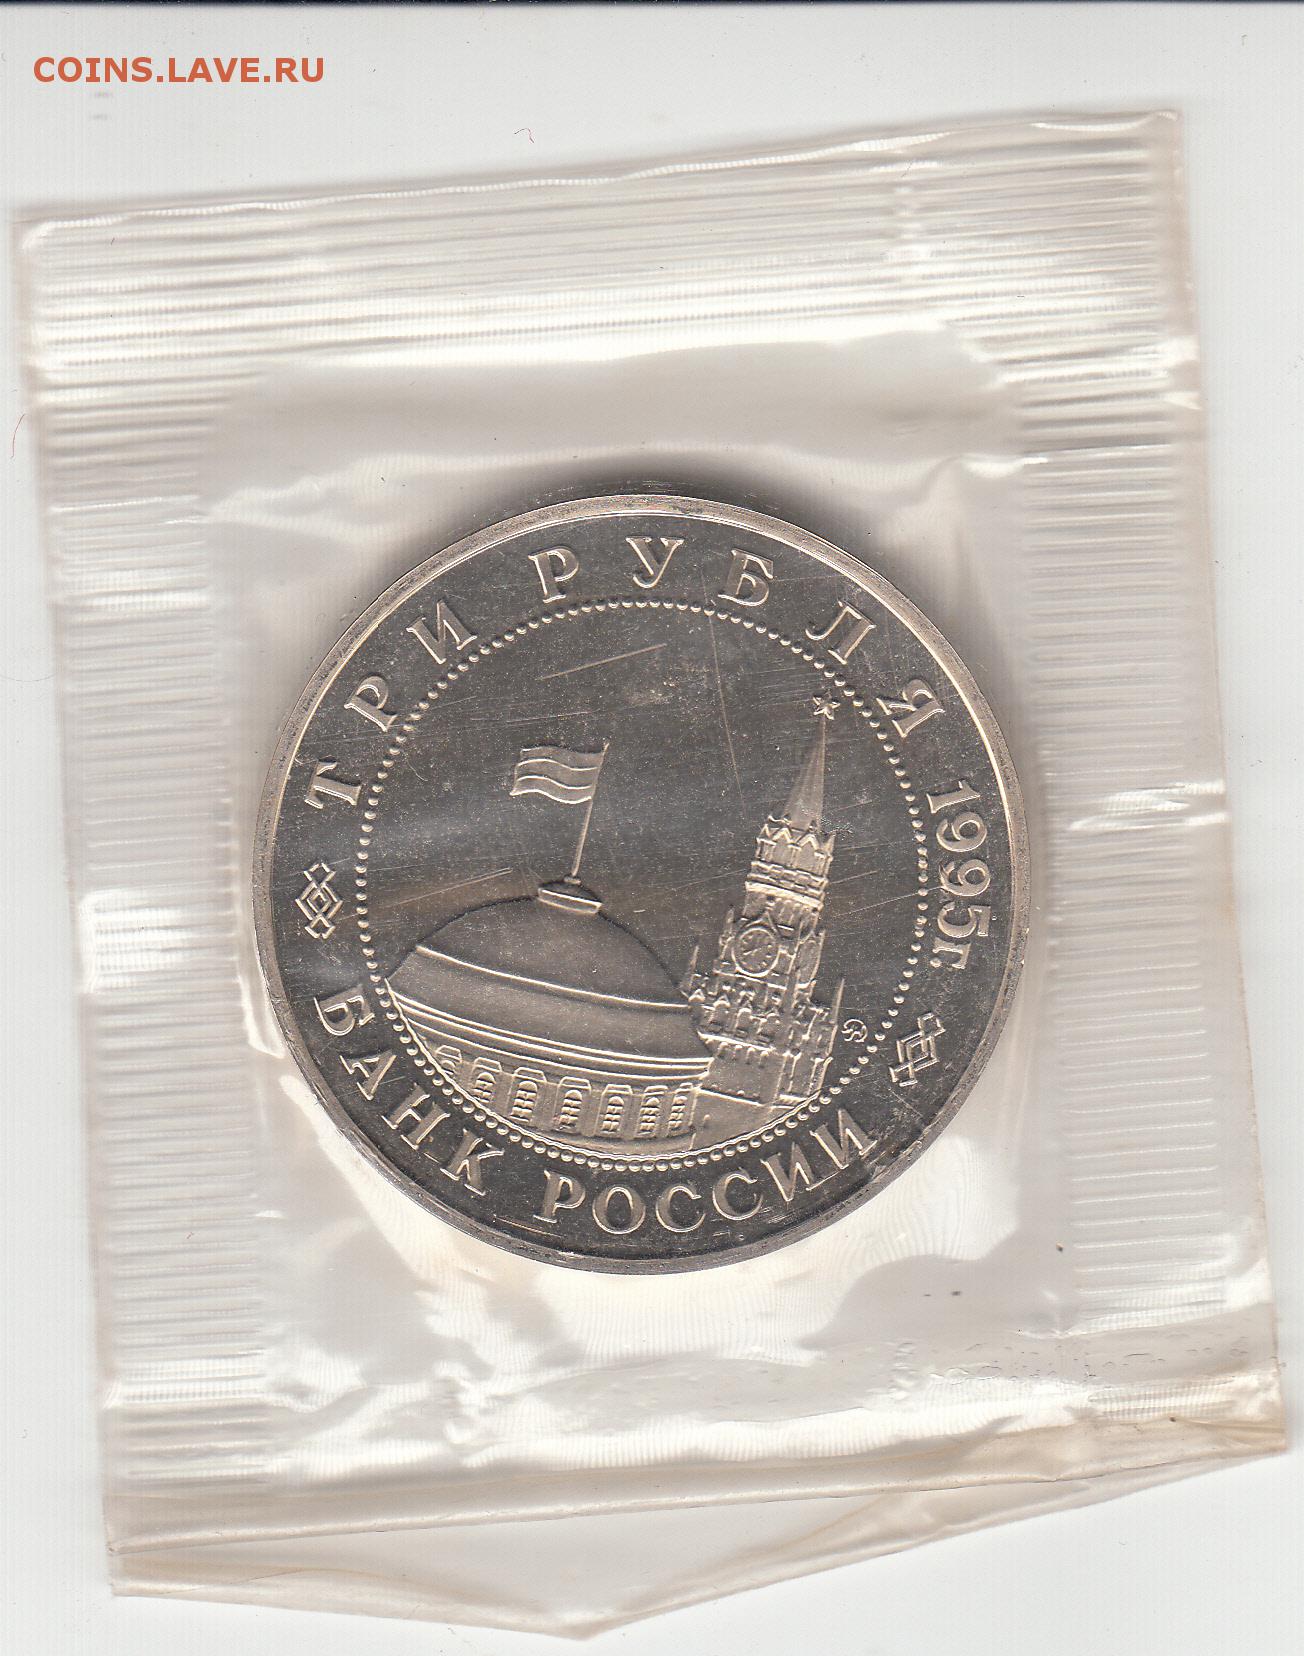 COINS.LAVE.RU
ТРИ РУБЛЯ 1995г.
БАНК РОССИИ